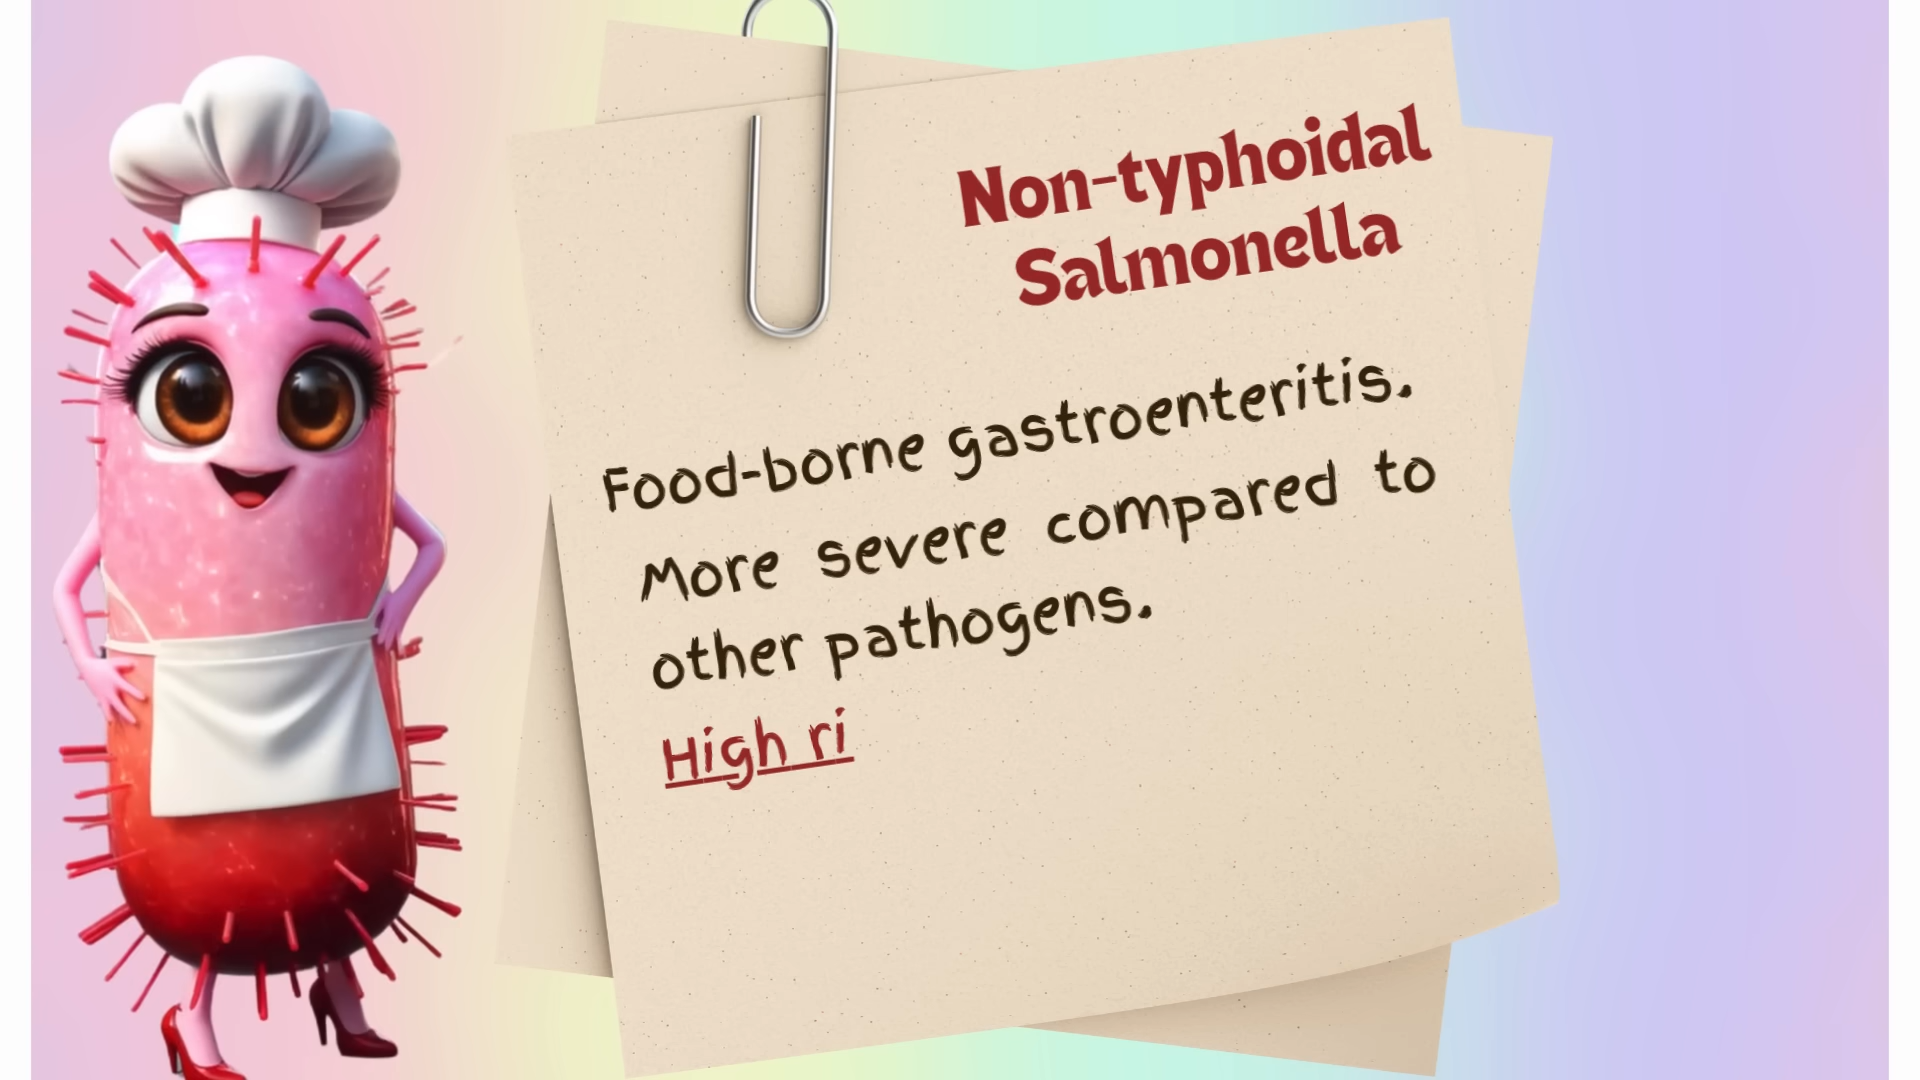 Non-typhoidal
Salmonella
Food-borne gastroenteritis.
More severe compared to
other pathogens.
High ri